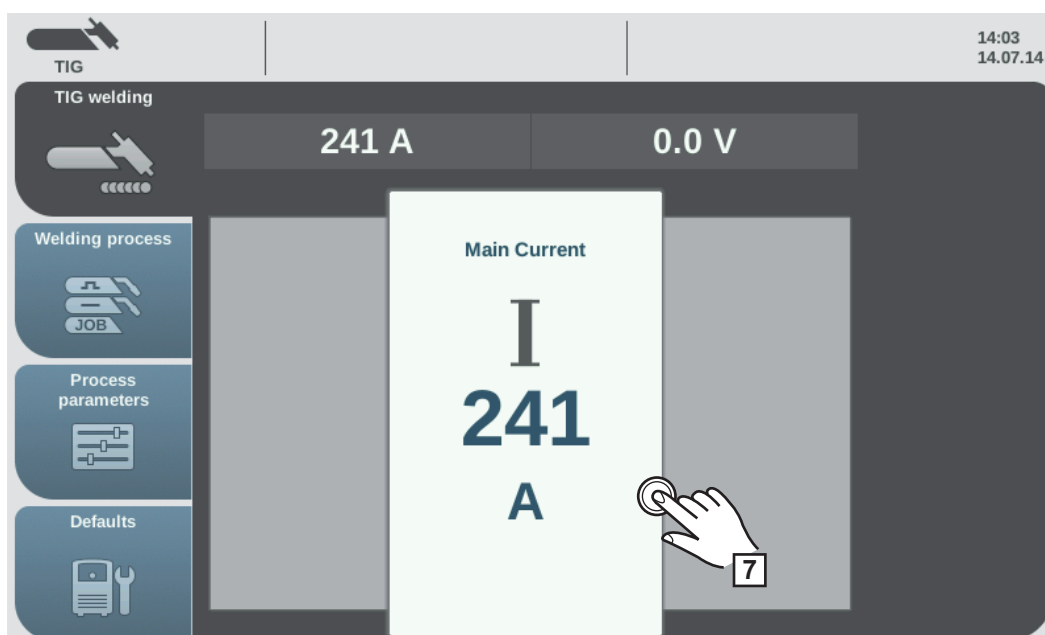 TIG
14:03
14.07.14
TIG welding
241 A
0.0 V
Welding process
JOB
Process
parameters
Defaults
Main Current
I
241
A
7